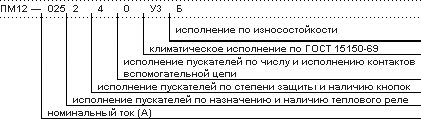 ПМ12 — 025 2 4 0 У3 Б
исполнение по износостойкости
климатическое исполнение по ГОСТ 15150-69
исполнение пускателей по числу и исполнению контактов
вспомогательной цепи
исполнение пускателей по степени защиты и наличию кнопок
исполнение пускателей по назначению и наличию теплового реле
номинальный ток (А)